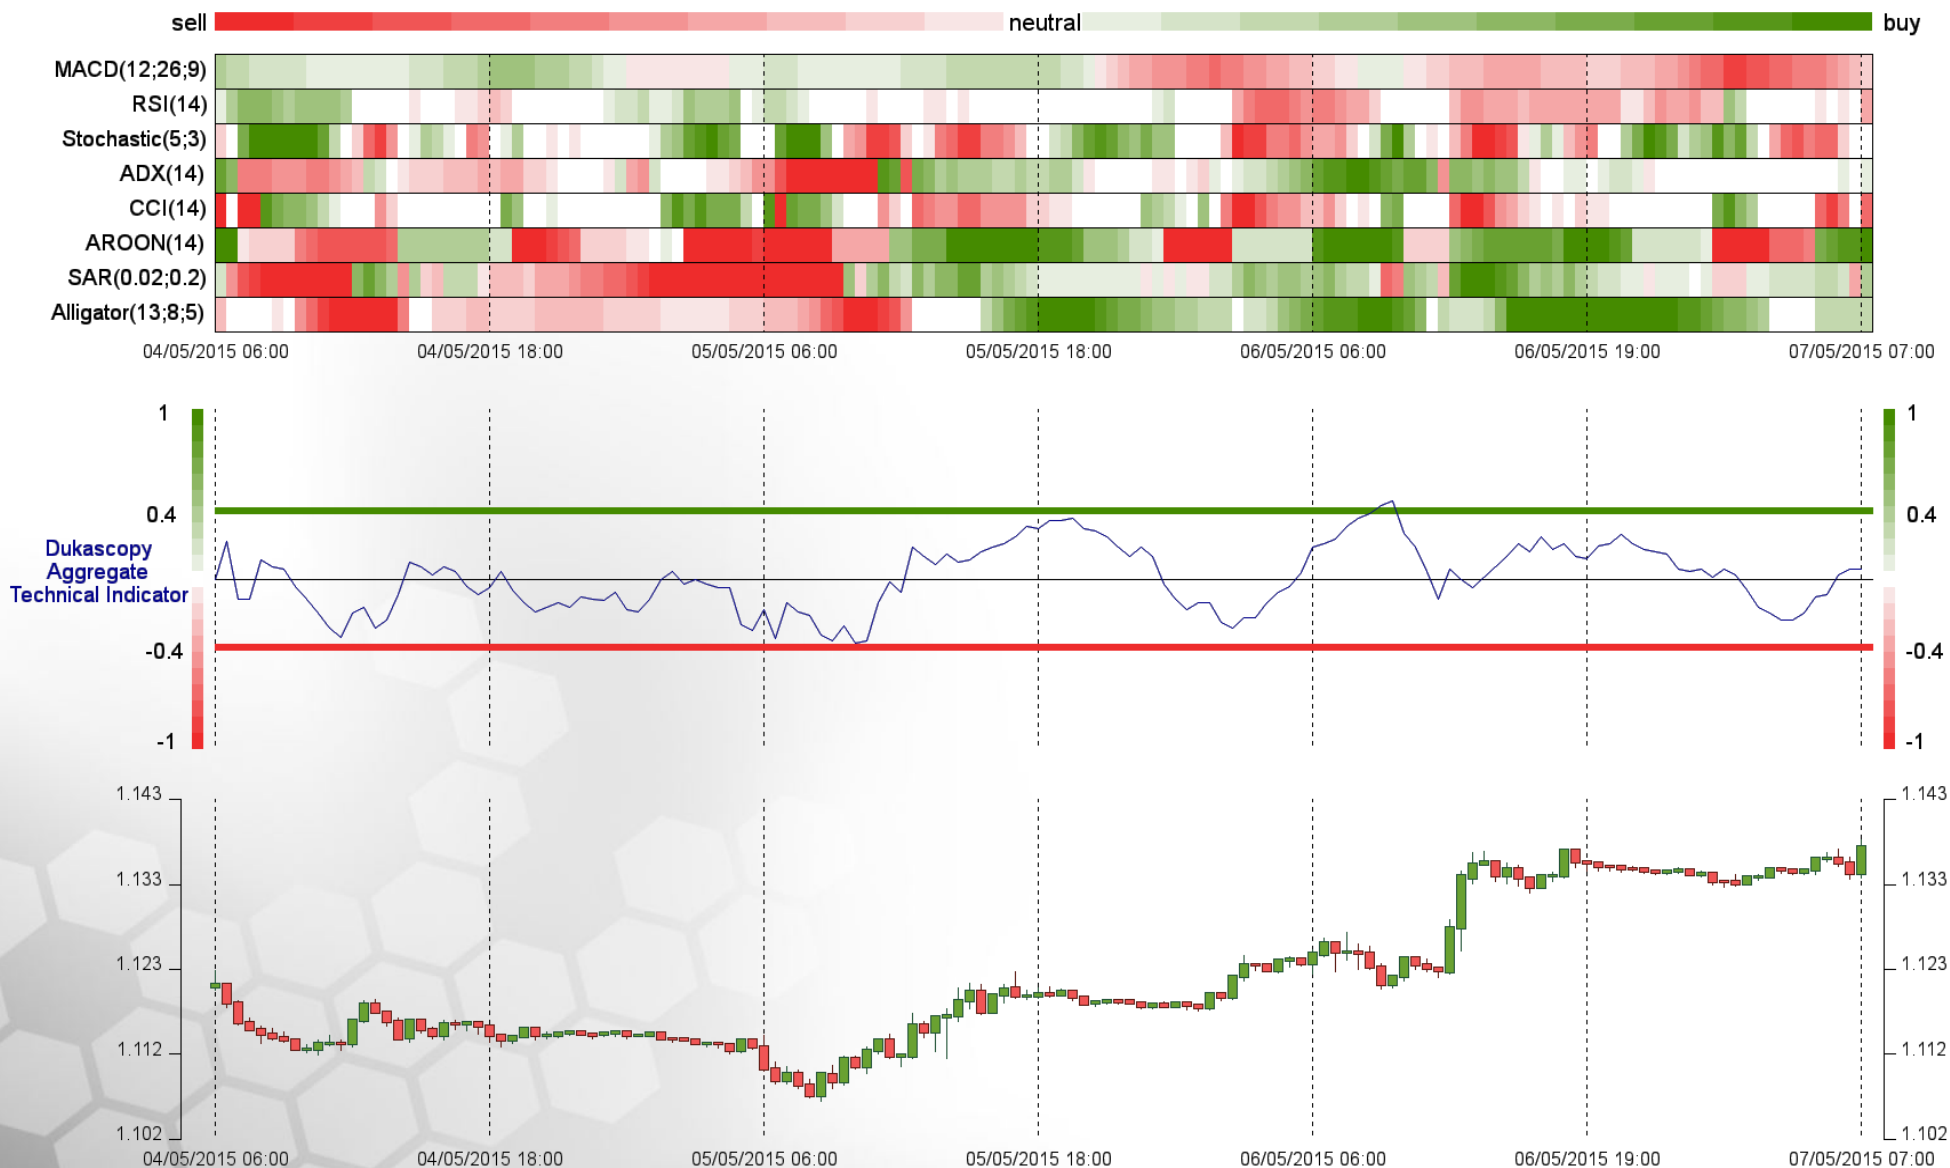 sell neutral buy
MACD(12;26;9)
RSI(14)
Stochastic(5;3)
ADX(14)
CCI(14)
AROON(14)
SAR(0.02;0.2)
Alligator(13;8;5)
04/05/2015 06:00 04/05/2015 18:00 05/05/2015 06:00 05/05/2015 18:00 06/05/2015 06:00 06/05/2015 19:00 07/05/2015 07:00
1 1
0.4 0.4
Dukascopy
Aggregate
Technical Indicator
-0.4 -0.4
-1 -1
1.143 1.143
1.133 1.133
1.123 1.123
1.112 1.112
1.102 1.102
04/05/2015 06:00 04/05/2015 18:00 05/05/2015 06:00 05/05/2015 18:00 06/05/2015 06:00 06/05/2015 19:00 07/05/2015 07:00